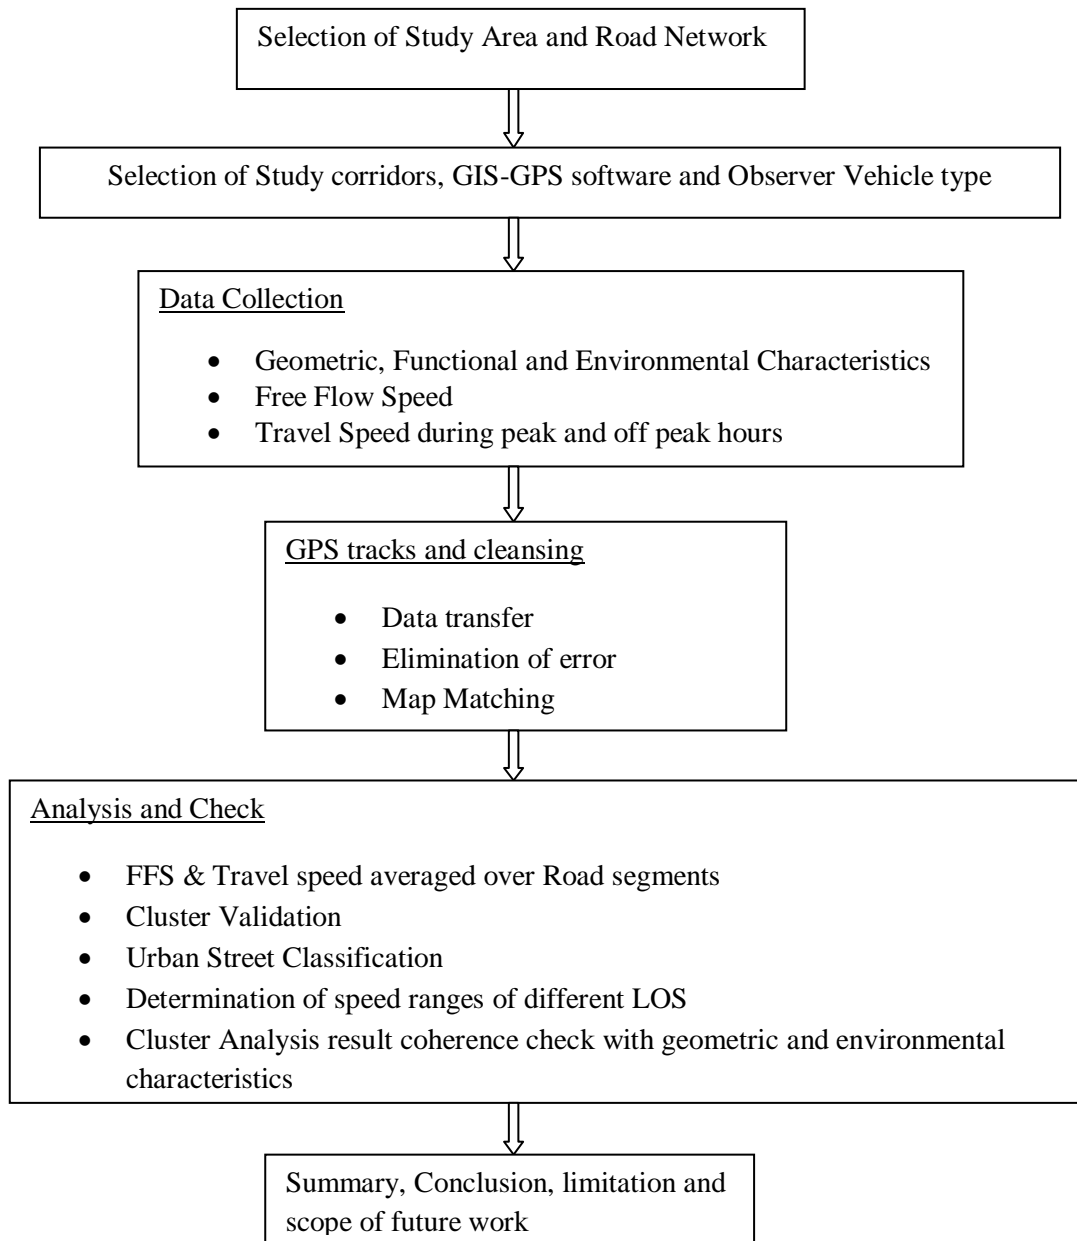 Selection of Study Area and Road Network
Selection of Study corridors, GIS-GPS software and Observer Vehicle type
Data Collection
• Geometric, Functional and Environmental Characteristics
• Free Flow Speed
• Travel Speed during peak and off peak hours
GPS tracks and cleansing
• Data transfer
• Elimination of error
• Map Matching
Analysis and Check
• FFS & Travel speed averaged over Road segments
• Cluster Validation
• Urban Street Classification
• Determination of speed ranges of different LOS
• Cluster Analysis result coherence check with geometric and environmental
characteristics
Summary, Conclusion, limitation and
scope of future work